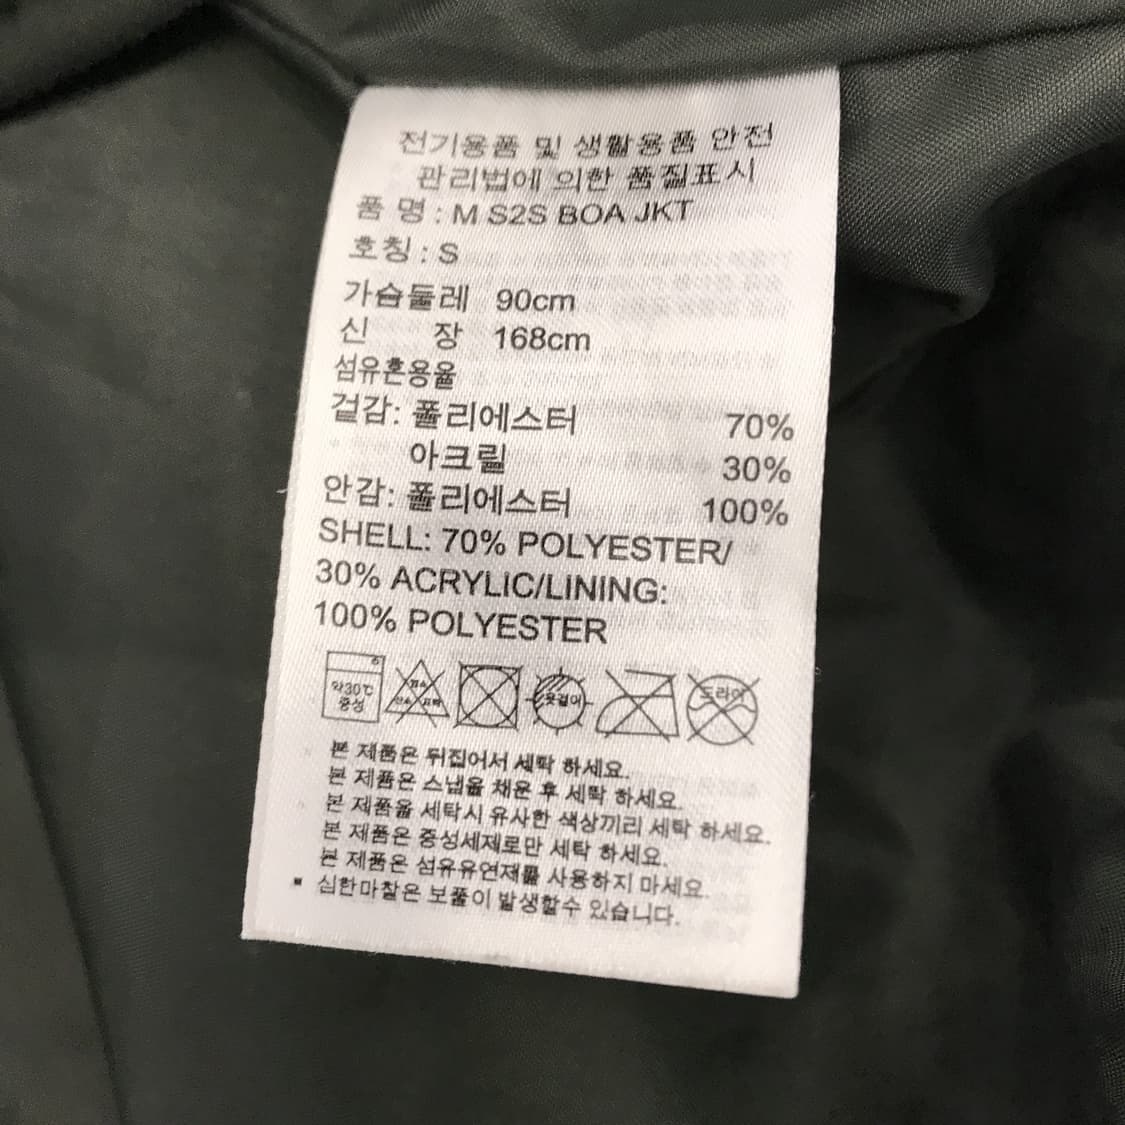 전기용품 및 생활용품 안전
관리법에 의한 품질표시
품 명 : M S2S BOA JKT
호칭 : S
가슴둘레 90cm
신 장 168cm
섬유혼용율
겉감: 폴리에스터 70%
아크릴 30%
안감: 폴리에스터 100%
SHELL: 70% POLYESTER/
30% ACRYLIC/LINING:
100% POLYESTER
약30℃
중성
옷걸이
드라이
본 제품은 뒤집어서 세탁 하세요.
본 제품은 스냅을 채운 후 세탁 하세요.
본 제품을 세탁시 유사한 색상끼리 세탁 하세요.
본 제품은 중성세제로만 세탁 하세요.
본 제품은 섬유유연제를 사용하지 마세요.
심한마찰은 보풀이 발생할수 있습니다.